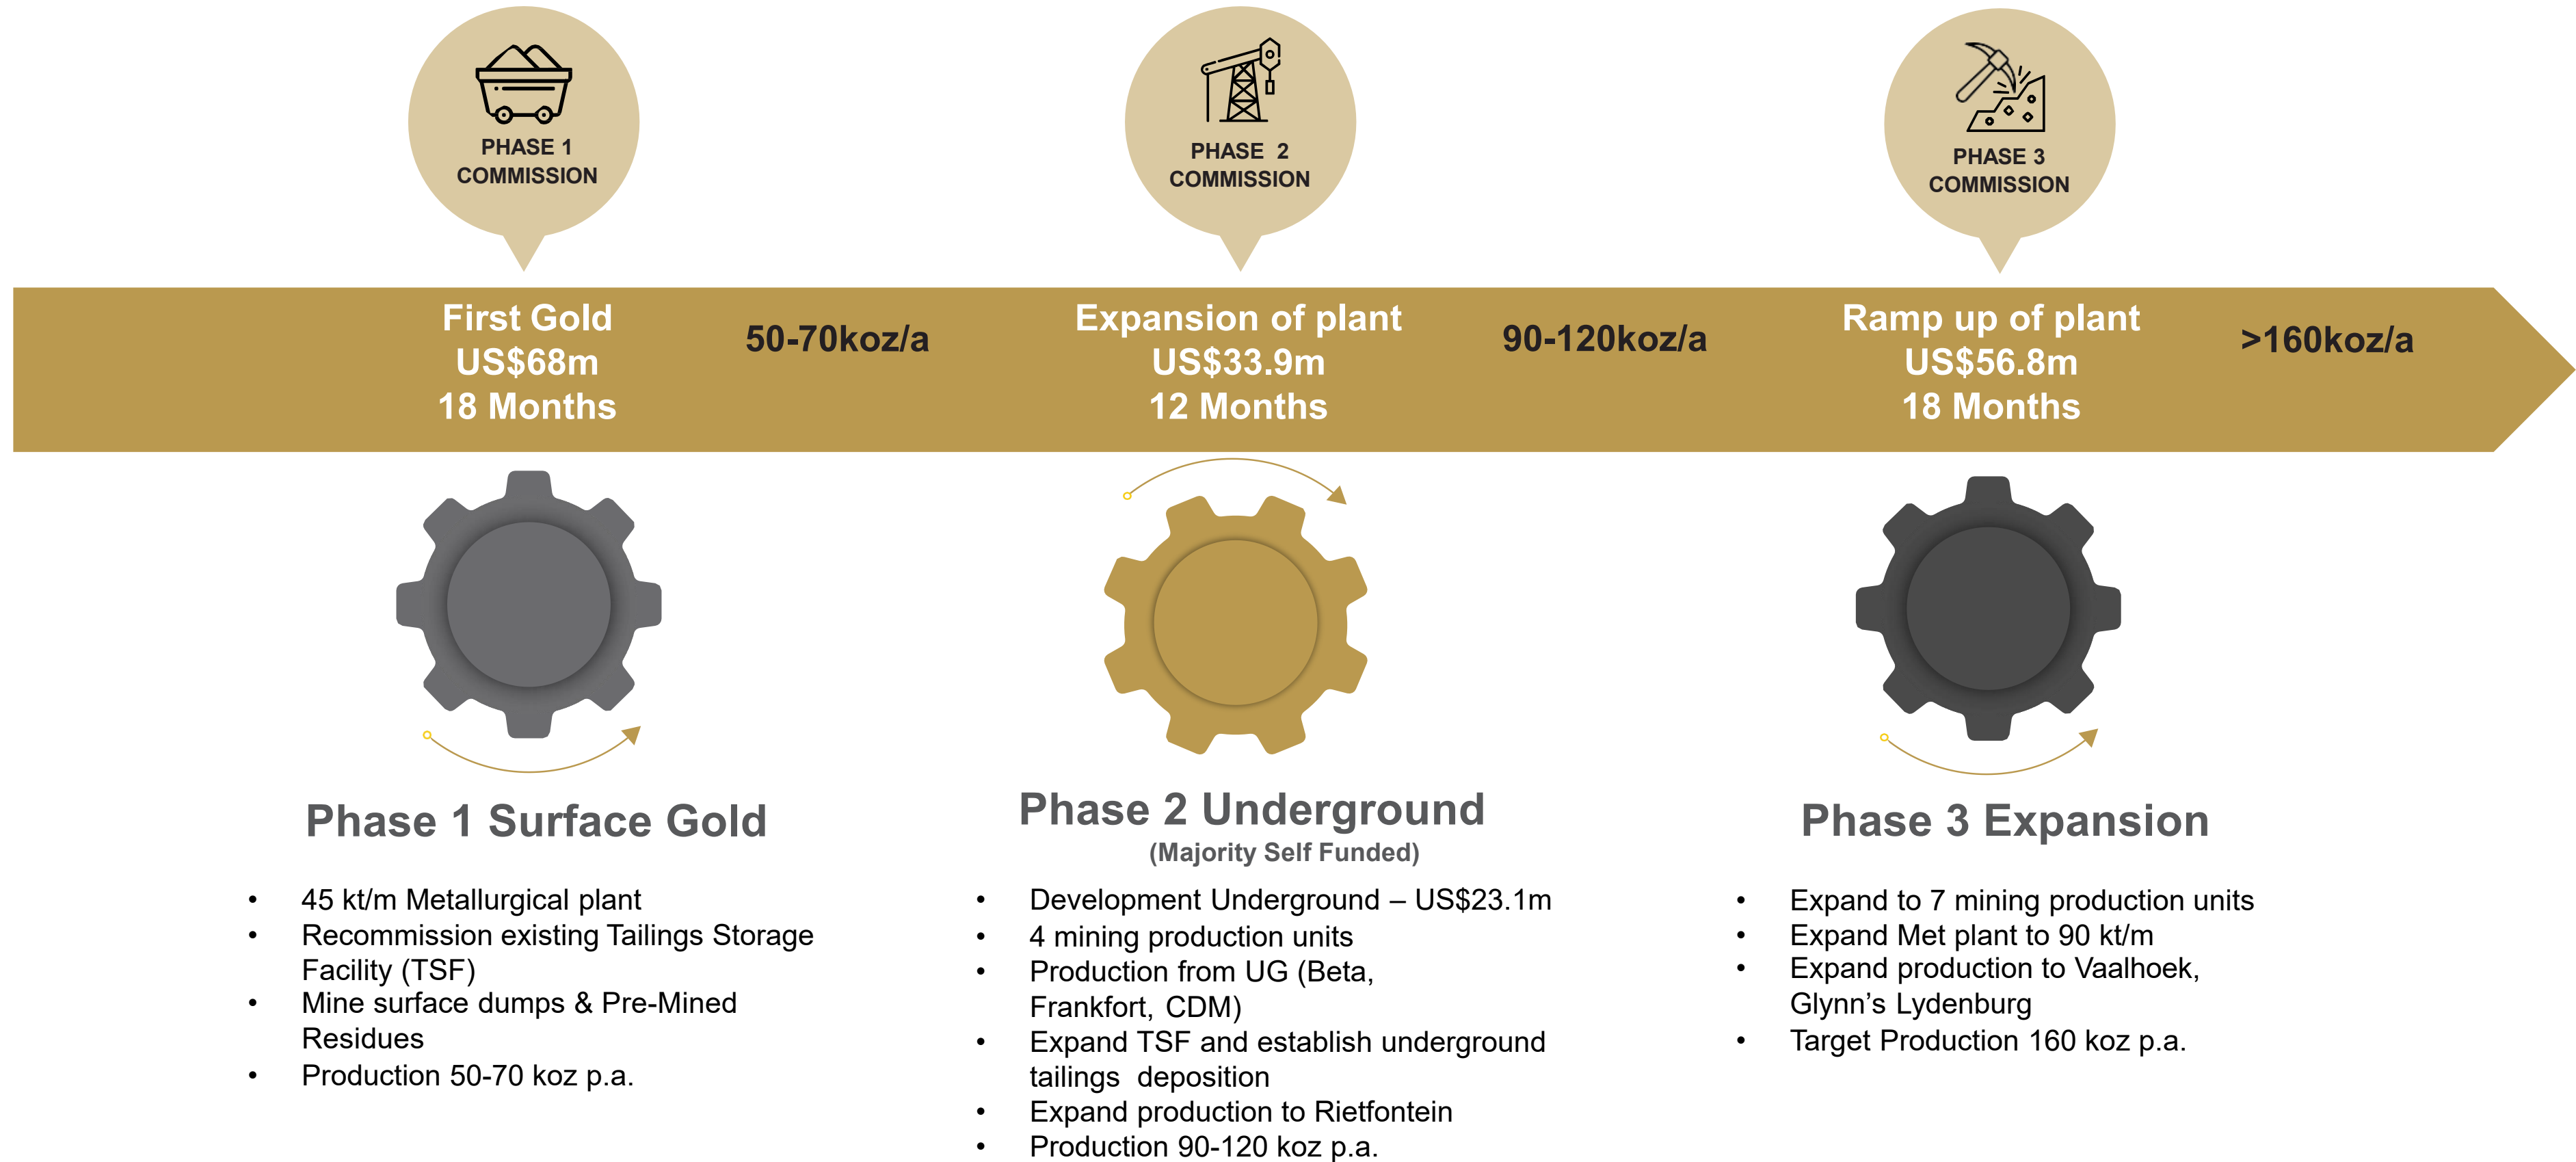 PHASE 1
COMMISSION
PHASE 2
COMMISSION
PHASE 3
COMMISSION
First Gold
US$68m
18 Months
50-70koz/a
Expansion of plant
US$33.9m
12 Months
90-120koz/a
Ramp up of plant
US$56.8m
18 Months
>160koz/a
Phase 1 Surface Gold
• 45 kt/m Metallurgical plant
• Recommission existing Tailings Storage
Facility (TSF)
• Mine surface dumps & Pre-Mined
Residues
• Production 50-70 koz p.a.
Phase 2 Underground
(Majority Self Funded)
• Development Underground – US$23.1m
• 4 mining production units
• Production from UG (Beta,
Frankfort, CDM)
• Expand TSF and establish underground
tailings deposition
• Expand production to Rietfontein
• Production 90-120 koz p.a.
Phase 3 Expansion
• Expand to 7 mining production units
• Expand Met plant to 90 kt/m
• Expand production to Vaalhoek,
Glynn’s Lydenburg
• Target Production 160 koz p.a.